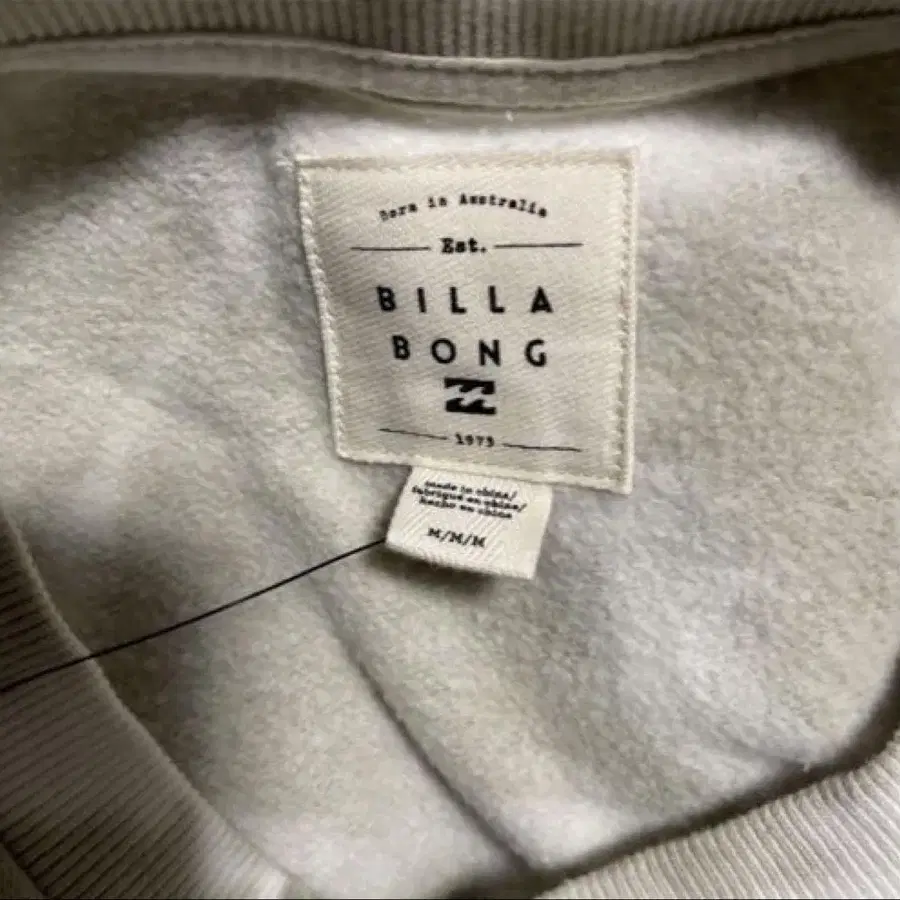 Born in Australia
Est.
BILLA
BONG
1973
made in china/
fabriqué en chine/
hecho en china
M/M/M